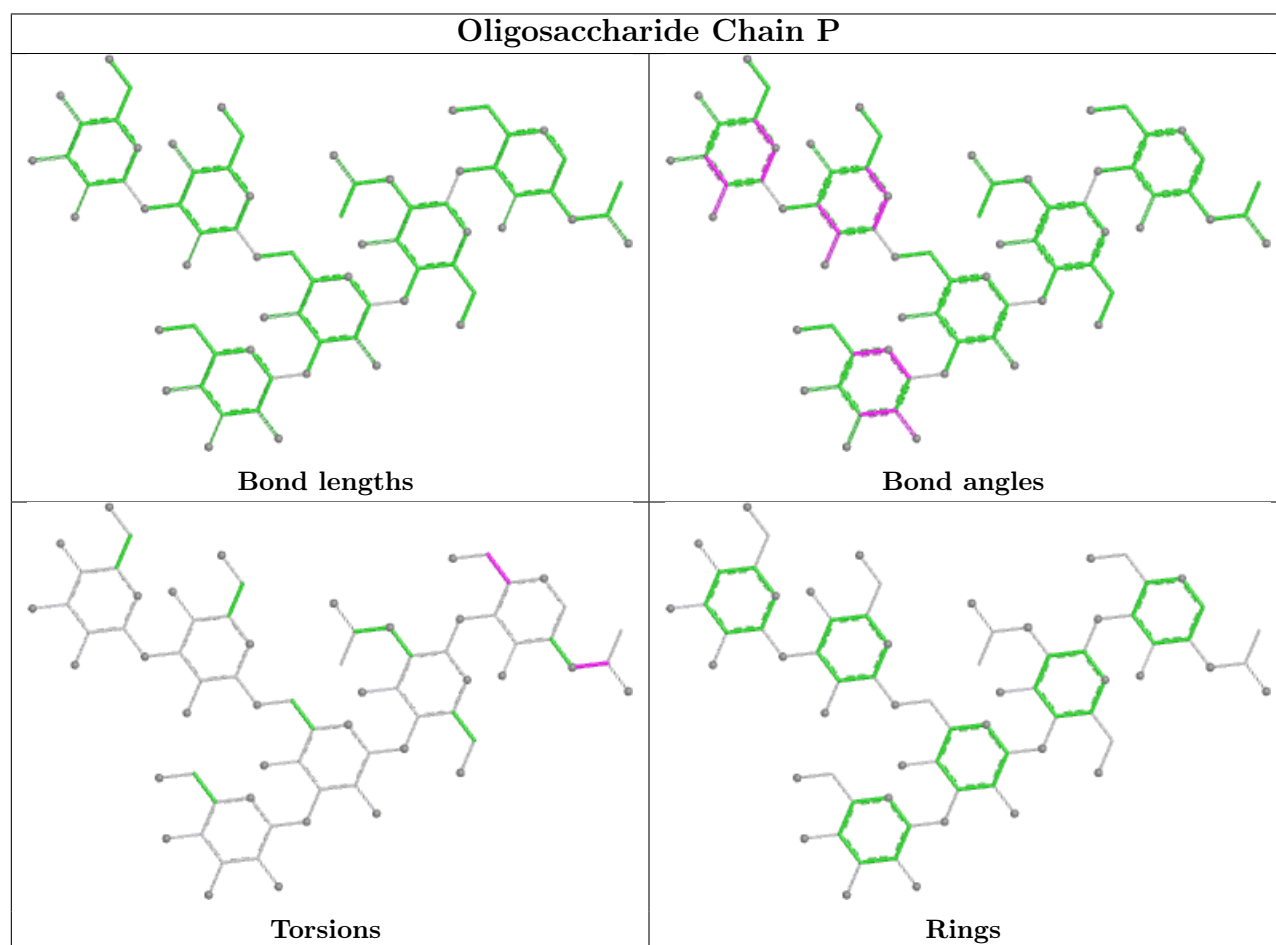 Oligosaccharide Chain P
Bond lengths
Bond angles
Torsions
Rings